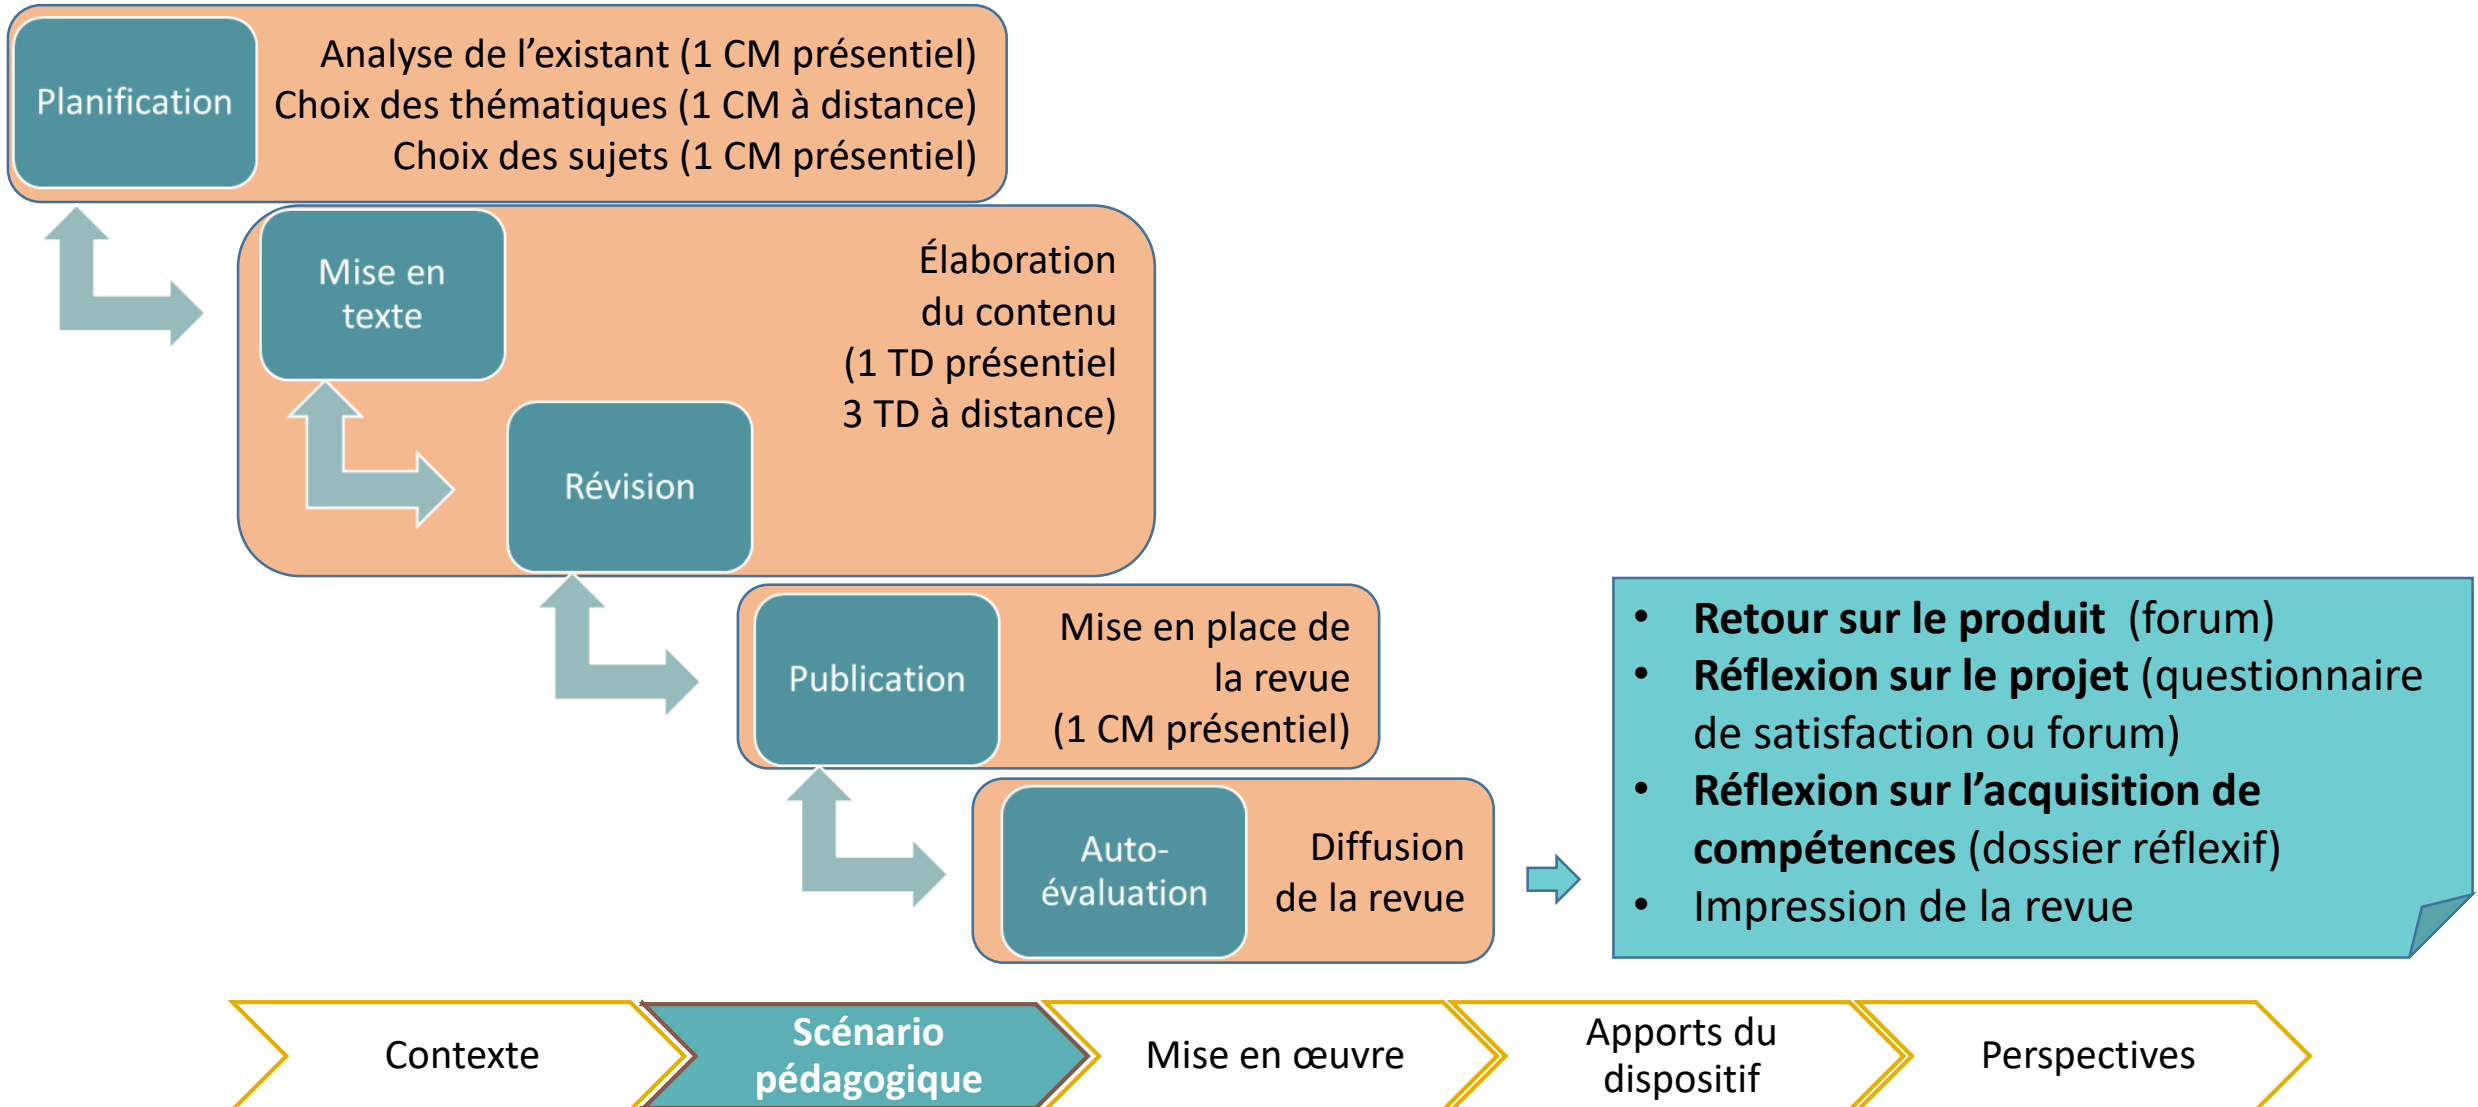 Planification
Analyse de l’existant (1 CM présentiel)
Choix des thématiques (1 CM à distance)
Choix des sujets (1 CM présentiel)
Mise en
texte
Élaboration
du contenu
(1 TD présentiel
3 TD à distance)
Révision
Publication
Mise en place de
la revue
(1 CM présentiel)
Auto-
évaluation
Diffusion
de la revue
• Retour sur le produit (forum)
• Réflexion sur le projet (questionnaire
de satisfaction ou forum)
• Réflexion sur l’acquisition de
compétences (dossier réflexif)
• Impression de la revue
Contexte
Scénario
pédagogique
Mise en œuvre
Apports du
dispositif
Perspectives